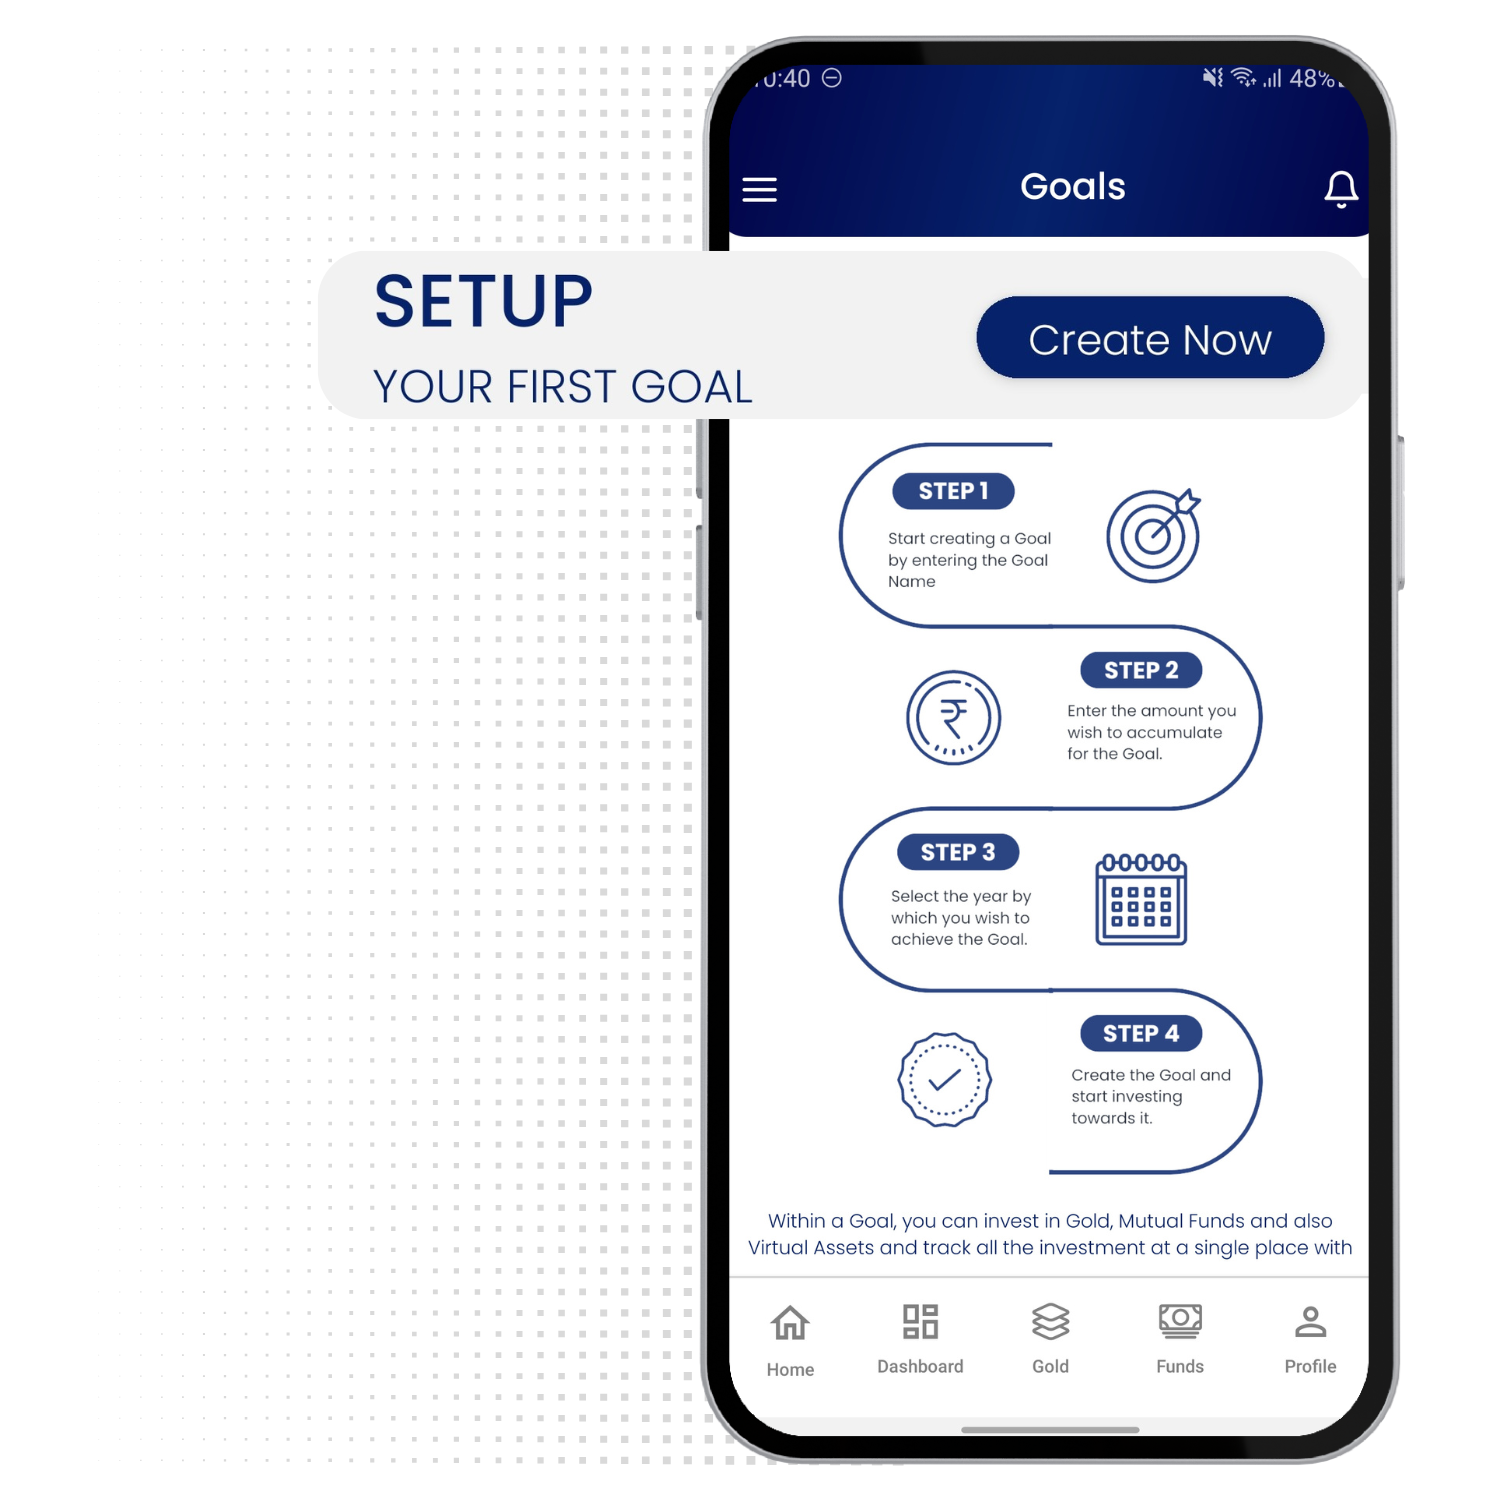 0:40
48%
Goals
SETUP
YOUR FIRST GOAL
Create Now
STEP 1
Start creating a Goal
by entering the Goal
Name
STEP 2
Enter the amount you
wish to accumulate
for the Goal.
STEP 3
Select the year by
which you wish to
achieve the Goal.
STEP 4
Create the Goal and
start investing
towards it.
Within a Goal, you can invest in Gold, Mutual Funds and also
Virtual Assets and track all the investment at a single place with
Home
Dashboard
Gold
Funds
Profile